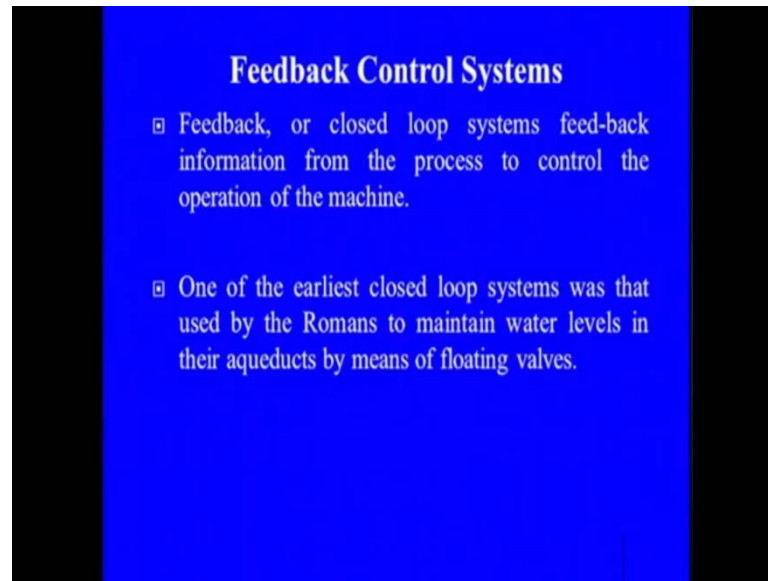 Feedback Control Systems
Feedback, or closed loop systems feed-back
information from the process to control the
operation of the machine.
One of the earliest closed loop systems was that
used by the Romans to maintain water levels in
their aqueducts by means of floating valves.